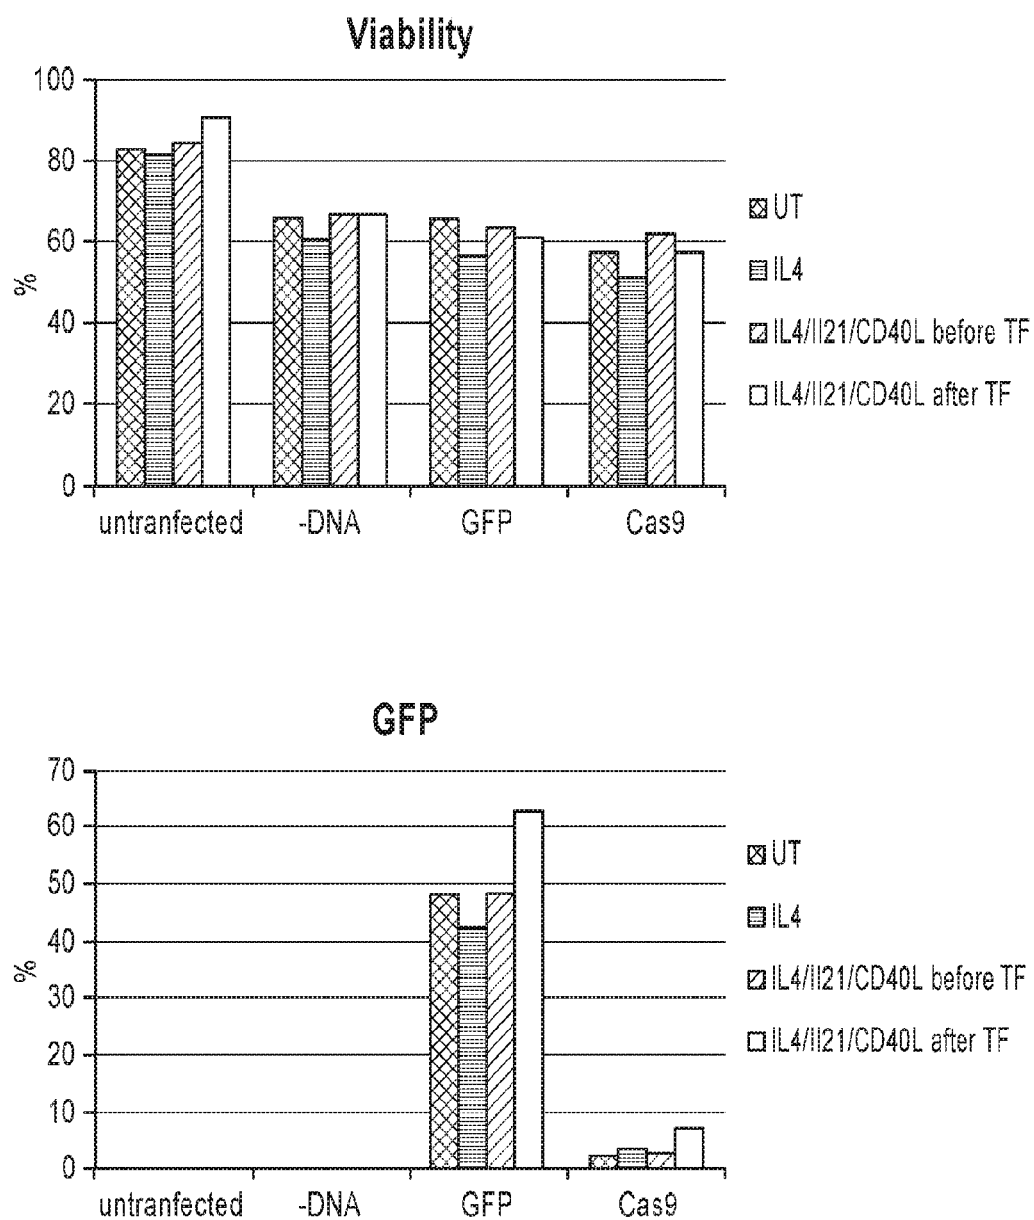 Viability
100
80
60
40
20
0
%
untranfected
-DNA
GFP
Cas9
UT
IL4
IL4/Il21/CD40L before TF
IL4/Il21/CD40L after TF
GFP
70
60
50
40
30
20
10
0
%
untranfected
-DNA
GFP
Cas9
UT
IL4
IL4/Il21/CD40L before TF
IL4/Il21/CD40L after TF